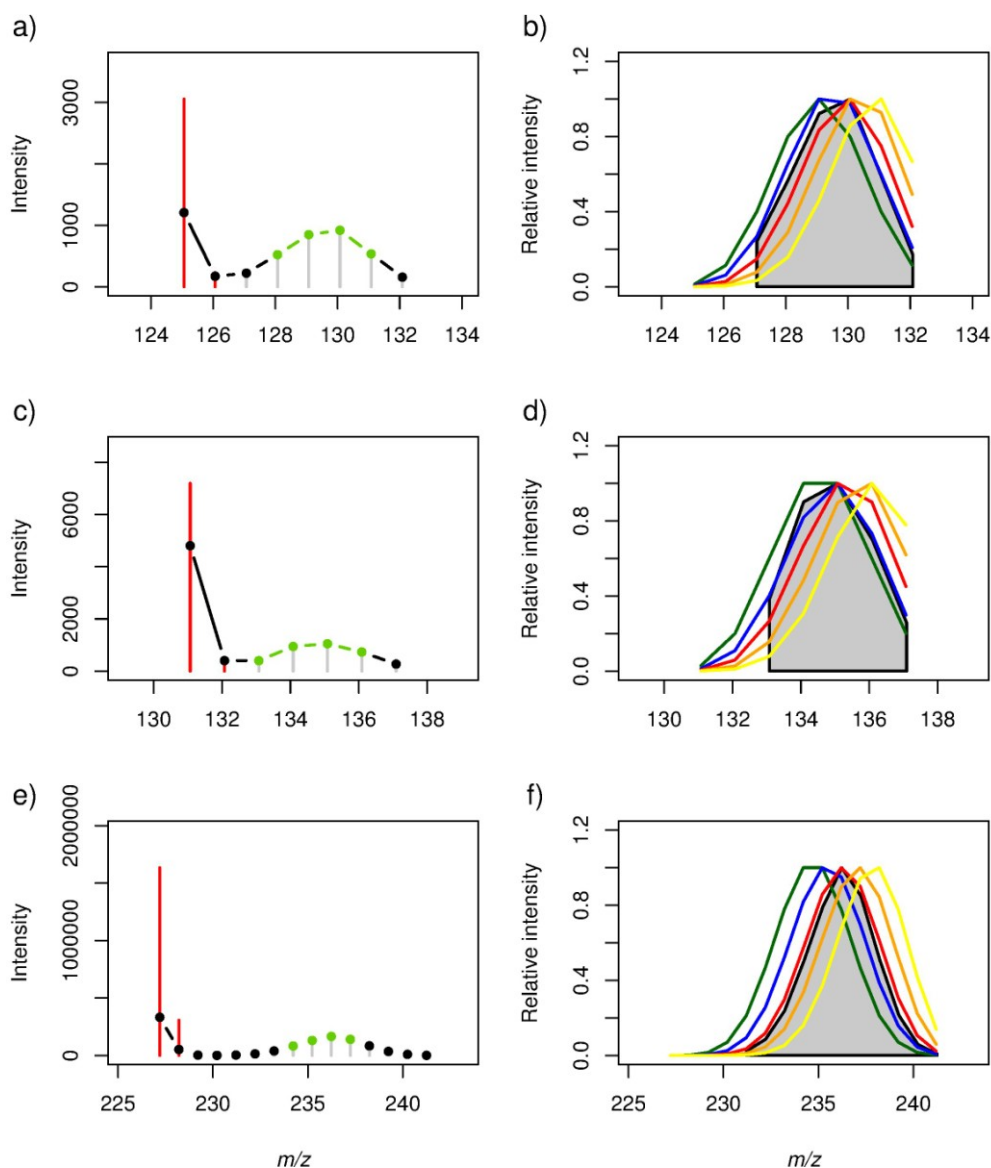 a)
Intensity
0
1000
3000
124 126 128 130 132 134
b)
Relative intensity
0.0
0.4
0.8
1.2
124 126 128 130 132 134
c)
Intensity
0
2000
6000
130 132 134 136 138
d)
Relative intensity
0.0
0.4
0.8
1.2
130 132 134 136 138
e)
Intensity
0
1000000
2000000
225 230 235 240
m/z
f)
Relative intensity
0.0
0.4
0.8
1.2
225 230 235 240
m/z